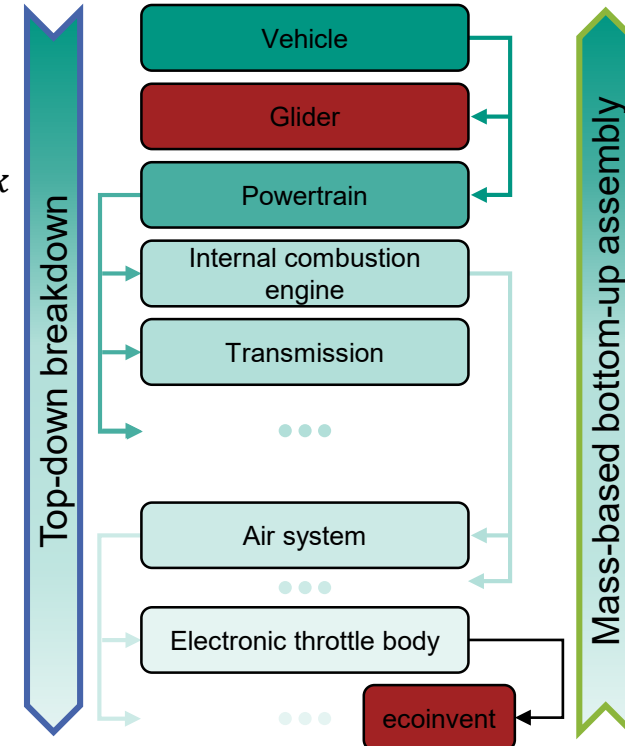 Vehicle
Glider
Powertrain
Internal combustion
engine
Transmission
Air system
Electronic throttle body
ecoinvent
Top-down breakdown
Mass-based bottom-up assembly